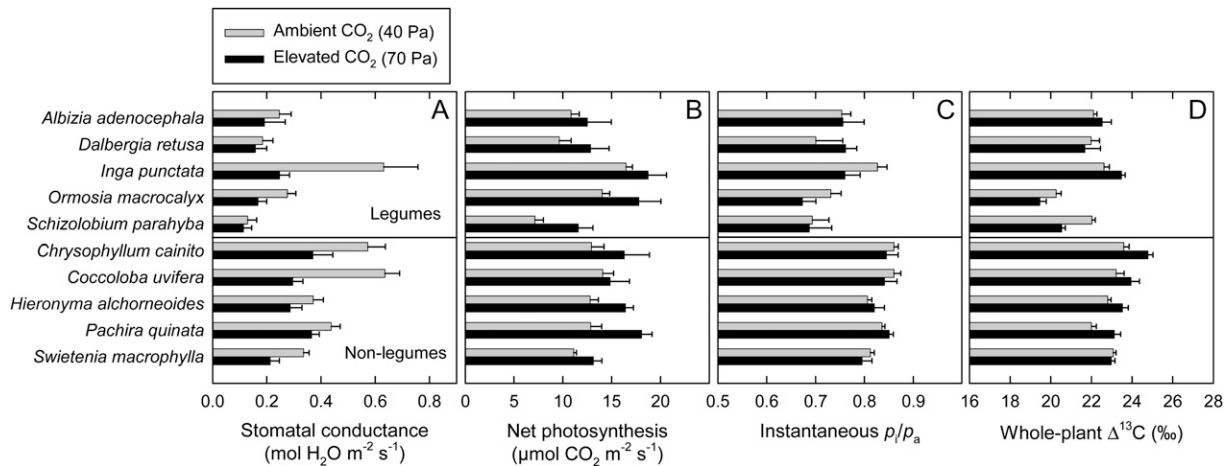 Ambient CO₂ (40 Pa)
Elevated CO₂ (70 Pa)
A
B
C
D
Albizia adenocephala
Dalbergia retusa
Inga punctata
Ormosia macrocalyx
Schizolobium parahyba
Legumes
Chrysophyllum cainito
Coccoloba uvifera
Hieronyma alchorneoides
Pachira quinata
Swietenia macrophylla
Non-legumes
0.0 0.2 0.4 0.6 0.8
0 5 10 15 20
0.5 0.6 0.7 0.8 0.9
16 18 20 22 24 26 28
Stomatal conductance
(mol H₂O m⁻² s⁻¹)
Net photosynthesis
(μmol CO₂ m⁻² s⁻¹)
Instantaneous pᵢ/pₐ
Whole-plant Δ¹³C (‰)